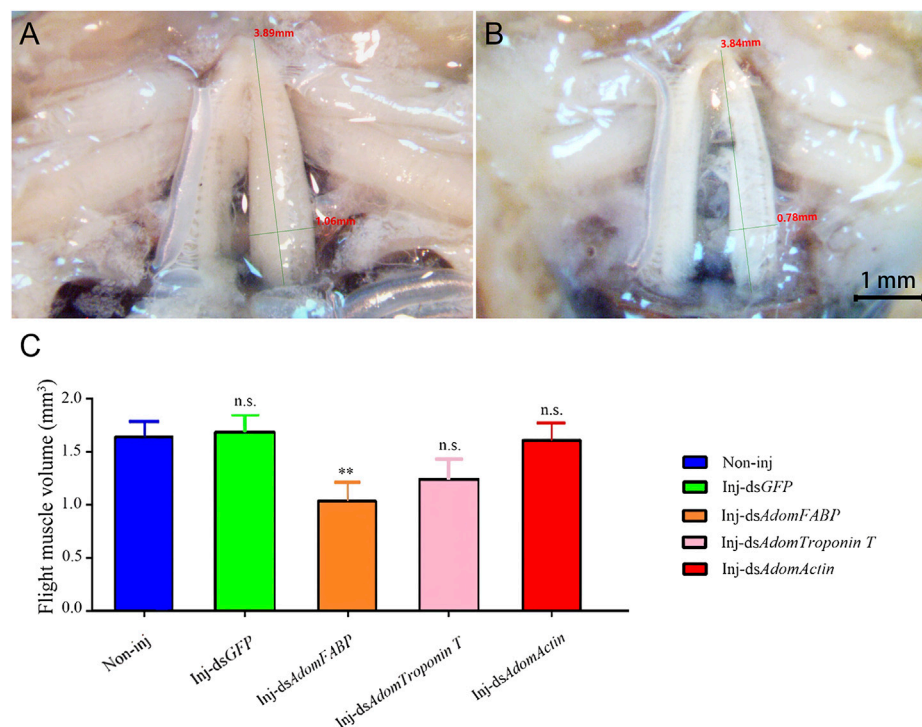 A
3.89mm
1.06mm
B
3.84mm
0.78mm
1 mm
C
Flight muscle volume (mm³)
2.0
1.5
1.0
0.5
0.0
n.s.
**
n.s.
n.s.
Non-inj
Inj-dsGFP
Inj-dsAdomFABP
Inj-dsAdomTroponin T
Inj-dsAdomActin
Non-inj
Inj-dsGFP
Inj-dsAdomFABP
Inj-dsAdomTroponin T
Inj-dsAdomActin